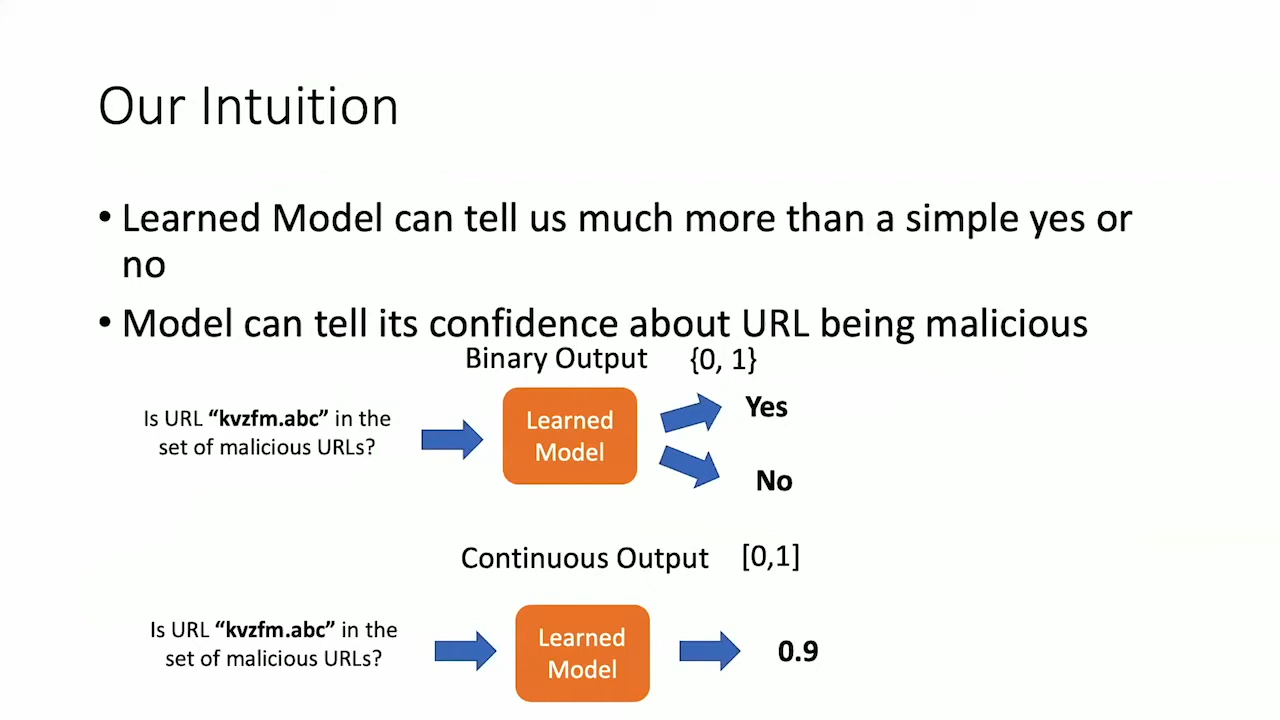 Our Intuition
• Learned Model can tell us much more than a simple yes or
no
• Model can tell its confidence about URL being malicious
Binary Output {0, 1}
Is URL “kvzfm.abc” in the
set of malicious URLs?
Learned
Model
Yes
No
Continuous Output [0,1]
Is URL “kvzfm.abc” in the
set of malicious URLs?
Learned
Model
0.9